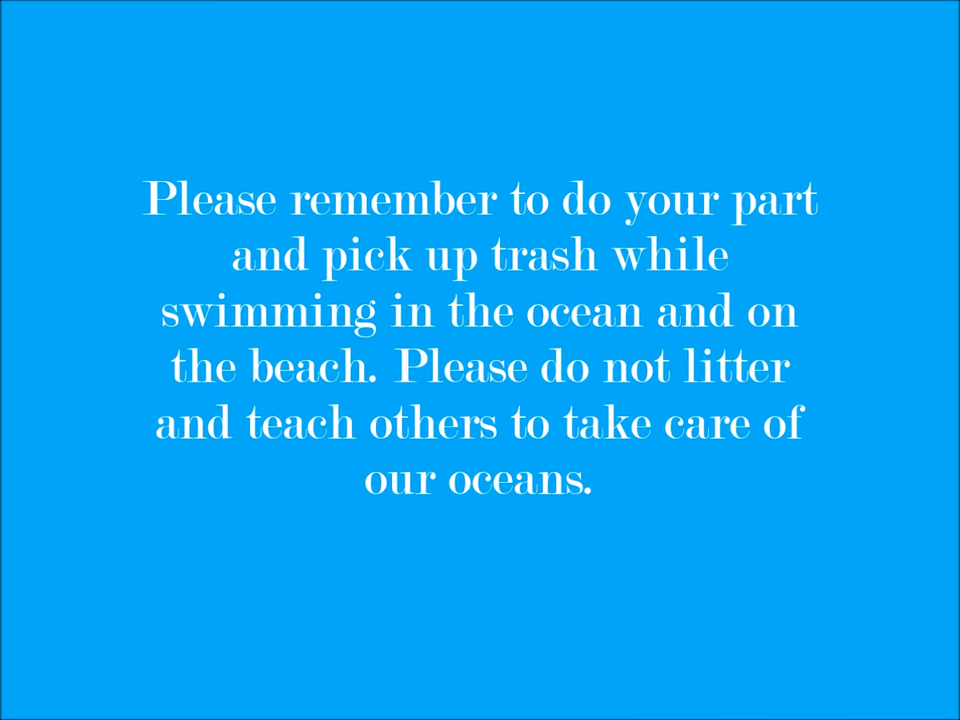 Please remember to do your part
and pick up trash while
swimming in the ocean and on
the beach. Please do not litter
and teach others to take care of
our oceans.